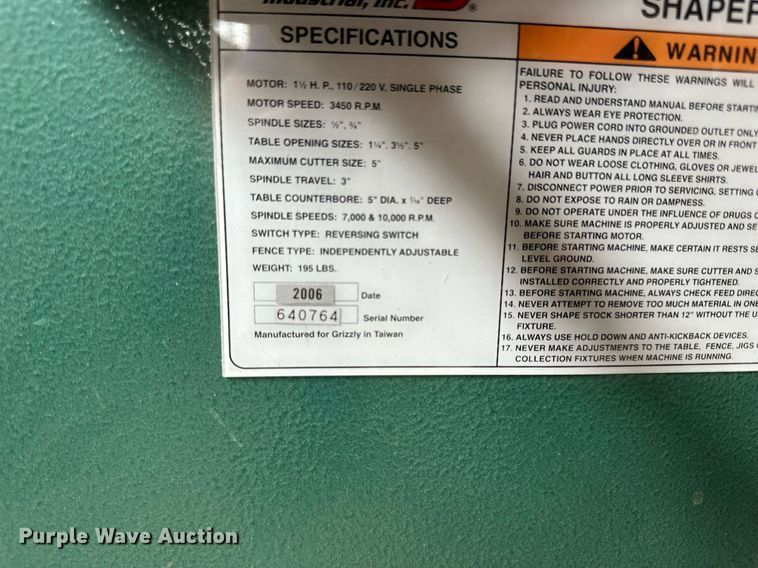 Industrial, Inc. ®
SHAPER
SPECIFICATIONS
MOTOR: 1½ H. P., 110/220 V, SINGLE PHASE
MOTOR SPEED: 3450 R.P.M.
SPINDLE SIZES: ½", ¾"
TABLE OPENING SIZES: 1¼", 3½", 5"
MAXIMUM CUTTER SIZE: 5"
SPINDLE TRAVEL: 3"
TABLE COUNTERBORE: 5" DIA. x DEEP
SPINDLE SPEEDS: 7,000 & 10,000 R.P.M.
SWITCH TYPE: REVERSING SWITCH
FENCE TYPE: INDEPENDENTLY ADJUSTABLE
WEIGHT: 195 LBS.
2006 Date
640764 Serial Number
Manufactured for Grizzly in Taiwan
WARNIN
FAILURE TO FOLLOW THESE WARNINGS WILL
PERSONAL INJURY:
1. READ AND UNDERSTAND MANUAL BEFORE STARTI
2. ALWAYS WEAR EYE PROTECTION.
3. PLUG POWER CORD INTO GROUNDED OUTLET ONLY
4. NEVER PLACE HANDS DIRECTLY OVER OR IN FRONT
5. KEEP ALL GUARDS IN PLACE AT ALL TIMES.
6. DO NOT WEAR LOOSE CLOTHING, GLOVES OR JEWEL
HAIR AND BUTTON ALL LONG SLEEVE SHIRTS.
7. DISCONNECT POWER PRIOR TO SERVICING, SETTING
8. DO NOT EXPOSE TO RAIN OR DAMPNESS.
9. DO NOT OPERATE UNDER THE INFLUENCE OF DRUGS
10. MAKE SURE MACHINE IS PROPERLY ADJUSTED AND SE
BEFORE STARTING MOTOR.
11. BEFORE STARTING MACHINE, MAKE CERTAIN IT RESTS
LEVEL GROUND.
12. BEFORE STARTING MACHINE, MAKE SURE CUTTER AND S
INSTALLED CORRECTLY AND PROPERLY TIGHTENED.
13. BEFORE STARTING MACHINE, ALWAYS CHECK FEED DIREC
14. NEVER ATTEMPT TO REMOVE TOO MUCH MATERIAL IN ONE
15. NEVER SHAPE STOCK SHORTER THAN 12" WITHOUT THE U
FIXTURE.
16. ALWAYS USE HOLD DOWN AND ANTI-KICKBACK DEVICES.
17. NEVER MAKE ADJUSTMENTS TO THE TABLE, FENCE, JIGS
COLLECTION FIXTURES WHEN MACHINE IS RUNNING.
Purple Wave Auction